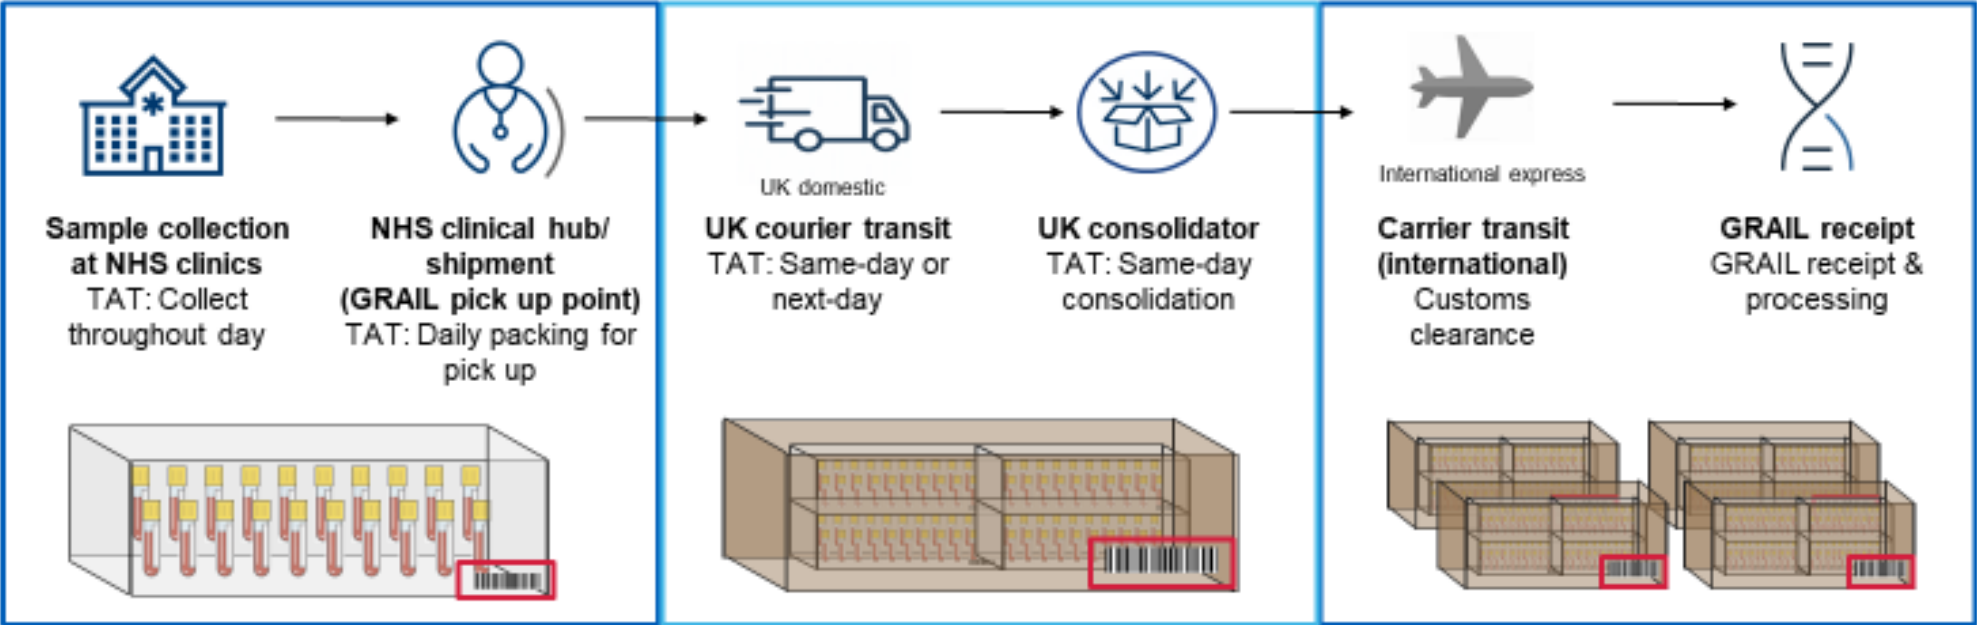 UK domestic
International express
Sample collection
at NHS clinics
TAT: Collect
throughout day
NHS clinical hub/
shipment
(GRAIL pick up point)
TAT: Daily packing for
pick up
UK courier transit
TAT: Same-day or
next-day
UK consolidator
TAT: Same-day
consolidation
Carrier transit
(international)
Customs
clearance
GRAIL receipt
GRAIL receipt &
processing